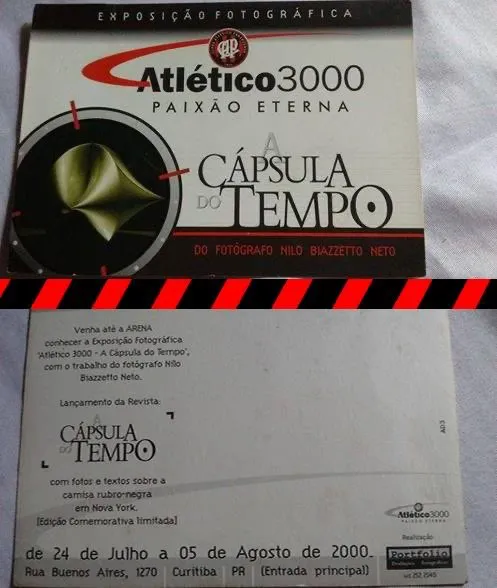 EXPOSIÇÃO FOTOGRÁFICA
CAP
Atlético3000
PAIXÃO ETERNA
A
CÁPSULA
DO TEMPO
DO FOTÓGRAFO NILO BIAZZETTO NETO
Venha até a ARENA
conhecer a Exposição Fotográfica
'Atlético 3000 - A Cápsula do Tempo',
com o trabalho do fotógrafo Nilo
Biazzetto Neto.
Lançamento da Revista:
A
CÁPSULA
DO TEMPO
com fotos e textos sobre a
camisa rubro-negra
em Nova York.
[Edição Comemorativa limitada]
AD3
Atlético3000
PAIXÃO ETERNA
Realização
Portfolio
de 24 de Julho a 05 de Agosto de 2000
Rua Buenos Aires, 1270 Curitiba PR (Entrada principal)